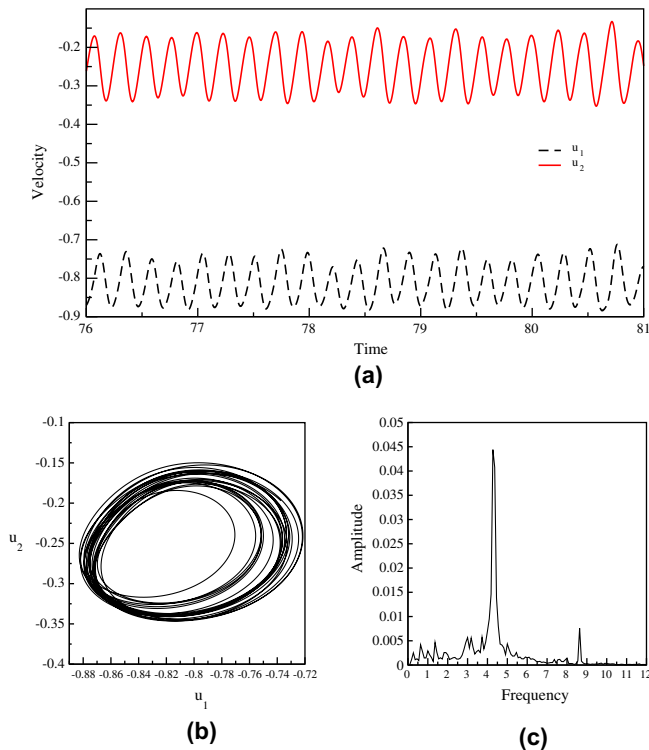 -0.2
-0.3
-0.4
-0.5
-0.6
-0.7
-0.8
-0.9
Velocity
u1
u2
76 77 78 79 80 81
Time
(a)
-0.1
-0.15
-0.2
-0.25
-0.3
-0.35
-0.4
u2
-0.88 -0.86 -0.84 -0.82 -0.8 -0.78 -0.76 -0.74 -0.72
u1
(b)
0.05
0.045
0.04
0.035
0.03
0.025
0.02
0.015
0.01
0.005
0
Amplitude
0 1 2 3 4 5 6 7 8 9 10 11 12
Frequency
(c)